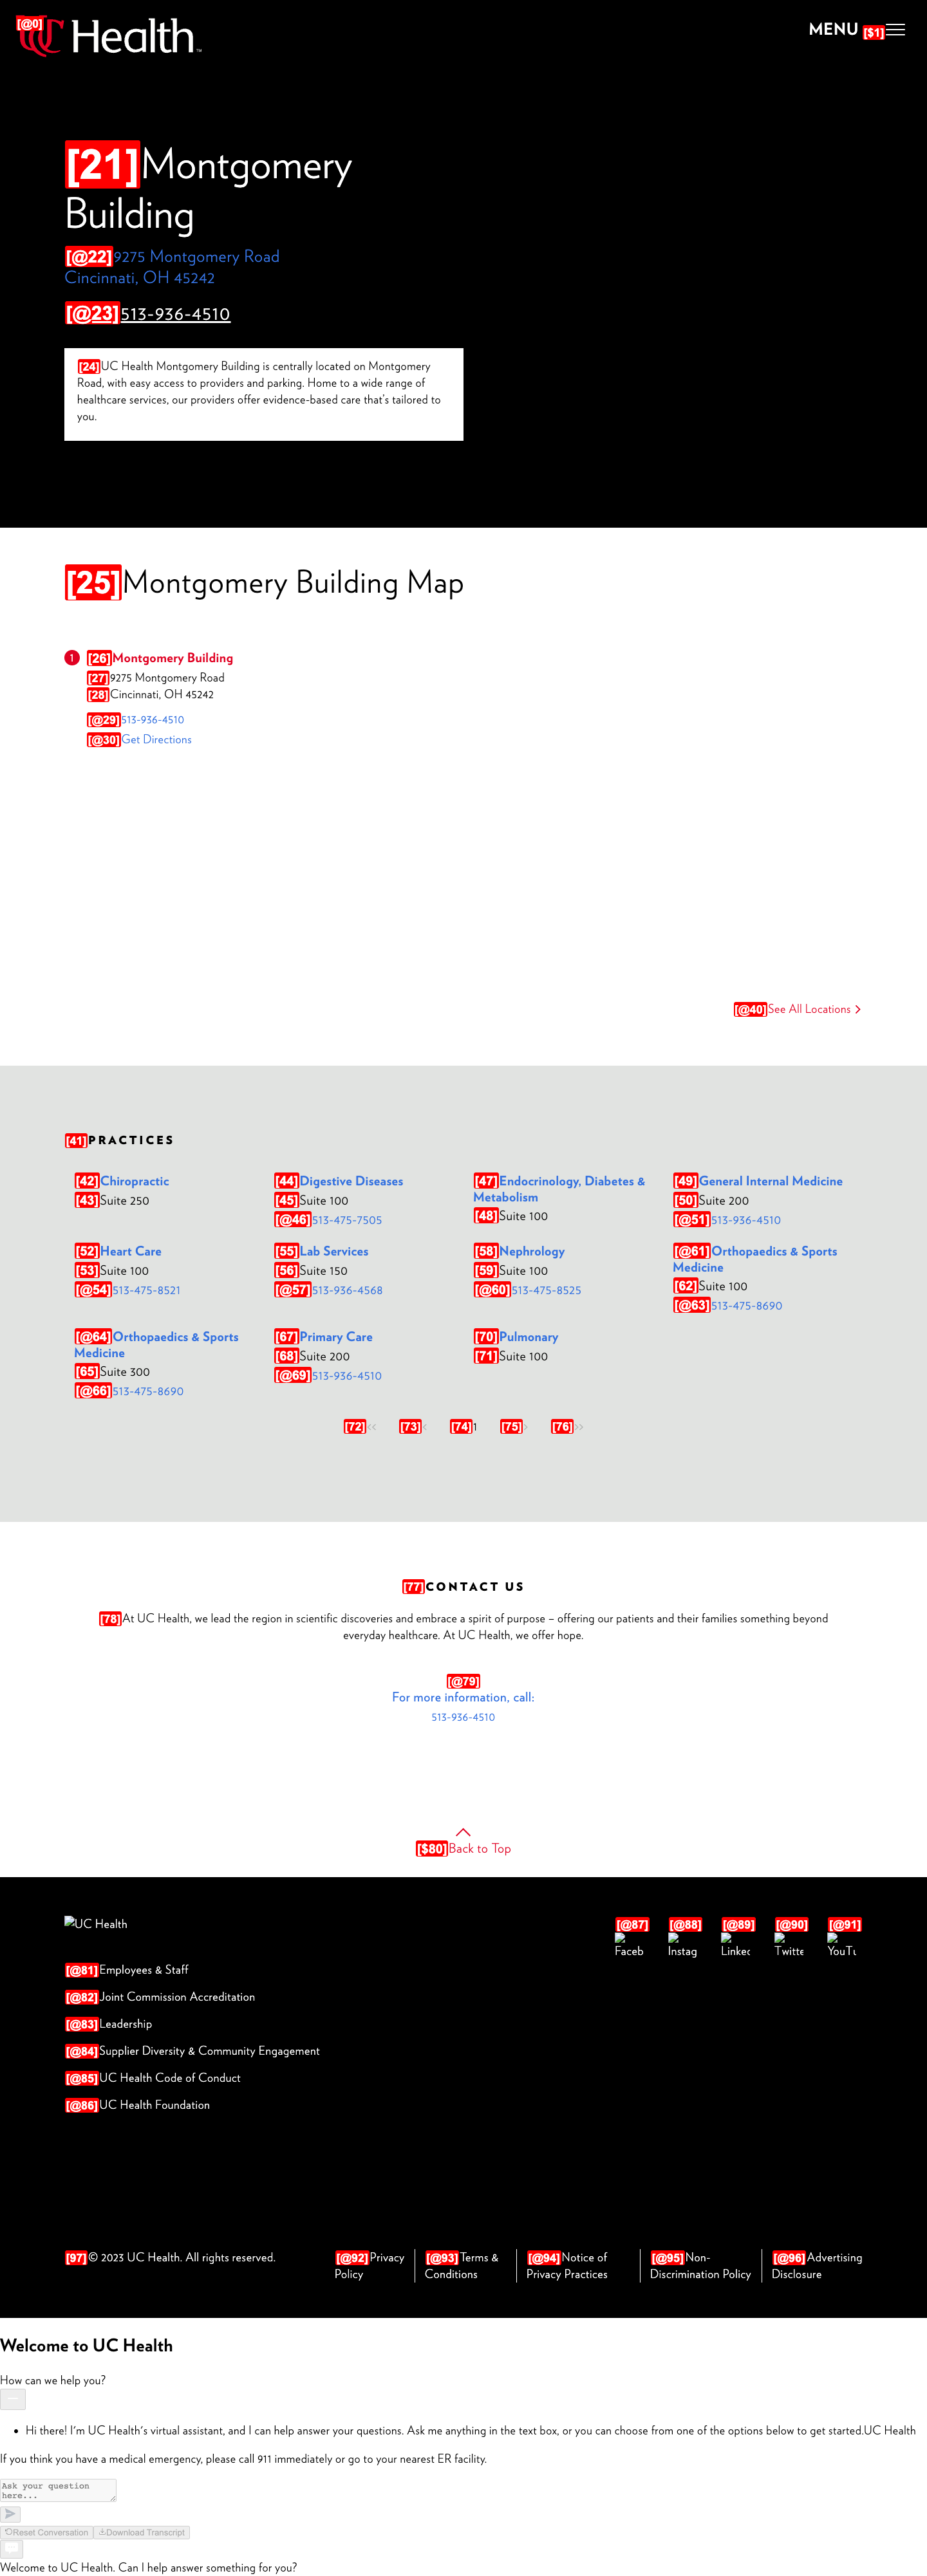 [@0] UC Health™
MENU [$1]
[21]Montgomery
Building
[@22]9275 Montgomery Road
Cincinnati, OH 45242
[@23]513-936-4510
[24]UC Health Montgomery Building is centrally located on Montgomery
Road, with easy access to providers and parking. Home to a wide range of
healthcare services, our providers offer evidence-based care that's tailored to
you.
[25]Montgomery Building Map
1 [26]Montgomery Building
[27]9275 Montgomery Road
[28]Cincinnati, OH 45242
[@29]513-936-4510
[@30]Get Directions
[@40]See All Locations
[41]PRACTICES
[42]Chiropractic
[43]Suite 250
[44]Digestive Diseases
[45]Suite 100
[@46]513-475-7505
[47]Endocrinology, Diabetes &
Metabolism
[48]Suite 100
[49]General Internal Medicine
[50]Suite 200
[@51]513-936-4510
[52]Heart Care
[53]Suite 100
[@54]513-475-8521
[55]Lab Services
[56]Suite 150
[@57]513-936-4568
[58]Nephrology
[59]Suite 100
[@60]513-475-8525
[@61]Orthopaedics & Sports
Medicine
[62]Suite 100
[@63]513-475-8690
[@64]Orthopaedics & Sports
Medicine
[65]Suite 300
[@66]513-475-8690
[67]Primary Care
[68]Suite 200
[@69]513-936-4510
[70]Pulmonary
[71]Suite 100
[72]<< [73]< [74]1 [75]> [76]>>
[77]CONTACT US
[78]At UC Health, we lead the region in scientific discoveries and embrace a spirit of purpose – offering our patients and their families something beyond
everyday healthcare. At UC Health, we offer hope.
[@79]
For more information, call:
513-936-4510
[$80]Back to Top
UC Health
[@87] [@88] [@89] [@90] [@91]
Faceb Instag Linked Twitte YouTu
[@81]Employees & Staff
[@82]Joint Commission Accreditation
[@83]Leadership
[@84]Supplier Diversity & Community Engagement
[@85]UC Health Code of Conduct
[@86]UC Health Foundation
[97]© 2023 UC Health. All rights reserved.
[@92]Privacy
Policy
[@93]Terms &
Conditions
[@94]Notice of
Privacy Practices
[@95]Non-
Discrimination Policy
[@96]Advertising
Disclosure
Welcome to UC Health
How can we help you?
• Hi there! I'm UC Health's virtual assistant, and I can help answer your questions. Ask me anything in the text box, or you can choose from one of the options below to get started.UC Health
If you think you have a medical emergency, please call 911 immediately or go to your nearest ER facility.
Ask your question
here...
Reset Conversation Download Transcript
Welcome to UC Health. Can I help answer something for you?